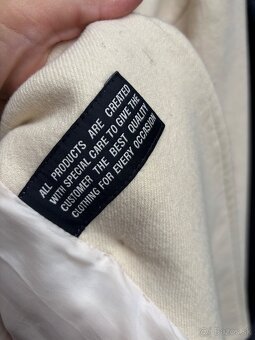 ALL PRODUCTS ARE CREATED
WITH SPECIAL CARE TO GIVE THE
CUSTOMER THE BEST QUALITY
CLOTHING FOR EVERY OCCASION